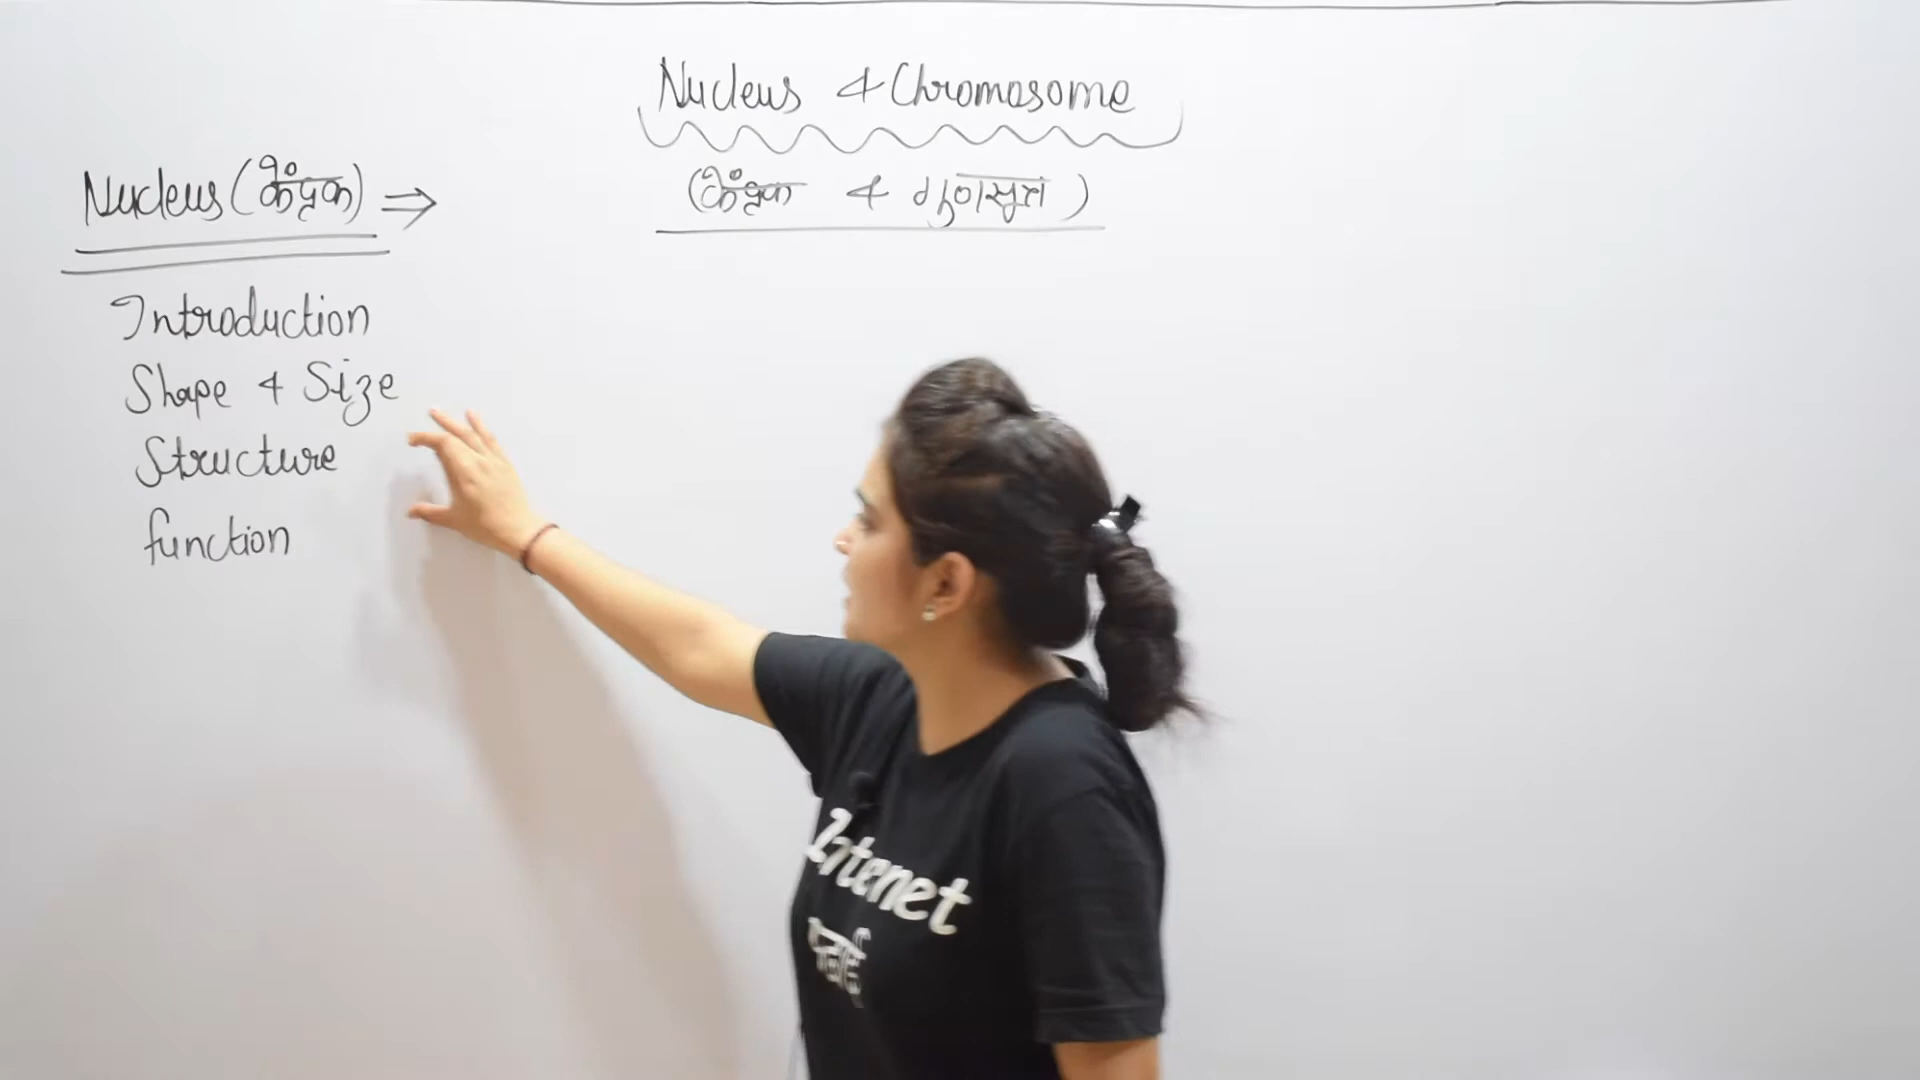 Nucleus & Chromosome
(केंद्रक & गुणसूत्र)
Nucleus (केंद्रक) ⇒
Introduction
Shape & Size
Structure
function
Intenet